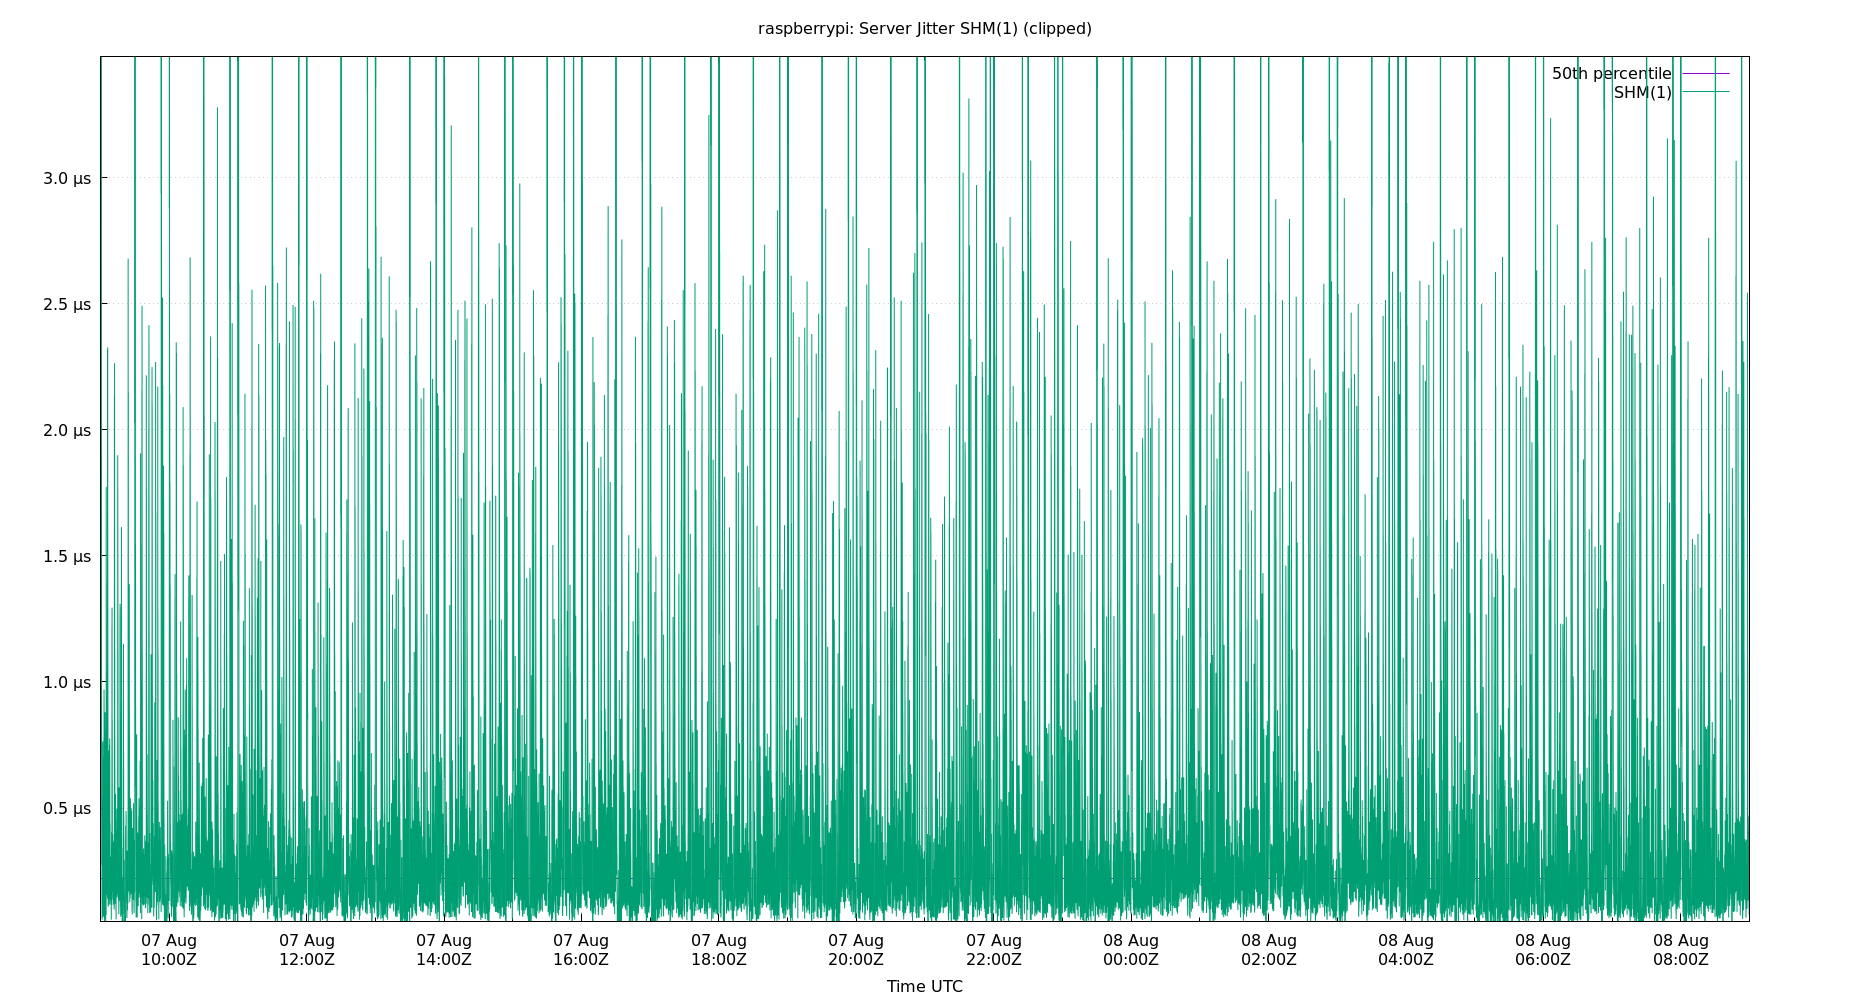 raspberrypi: Server Jitter SHM(1) (clipped)
50th percentile
SHM(1)
3.0 µs
2.5 µs
2.0 µs
1.5 µs
1.0 µs
0.5 µs
07 Aug 07 Aug 07 Aug 07 Aug 07 Aug 07 Aug 07 Aug 08 Aug 08 Aug 08 Aug 08 Aug 08 Aug
10:00Z 12:00Z 14:00Z 16:00Z 18:00Z 20:00Z 22:00Z 00:00Z 02:00Z 04:00Z 06:00Z 08:00Z
Time UTC